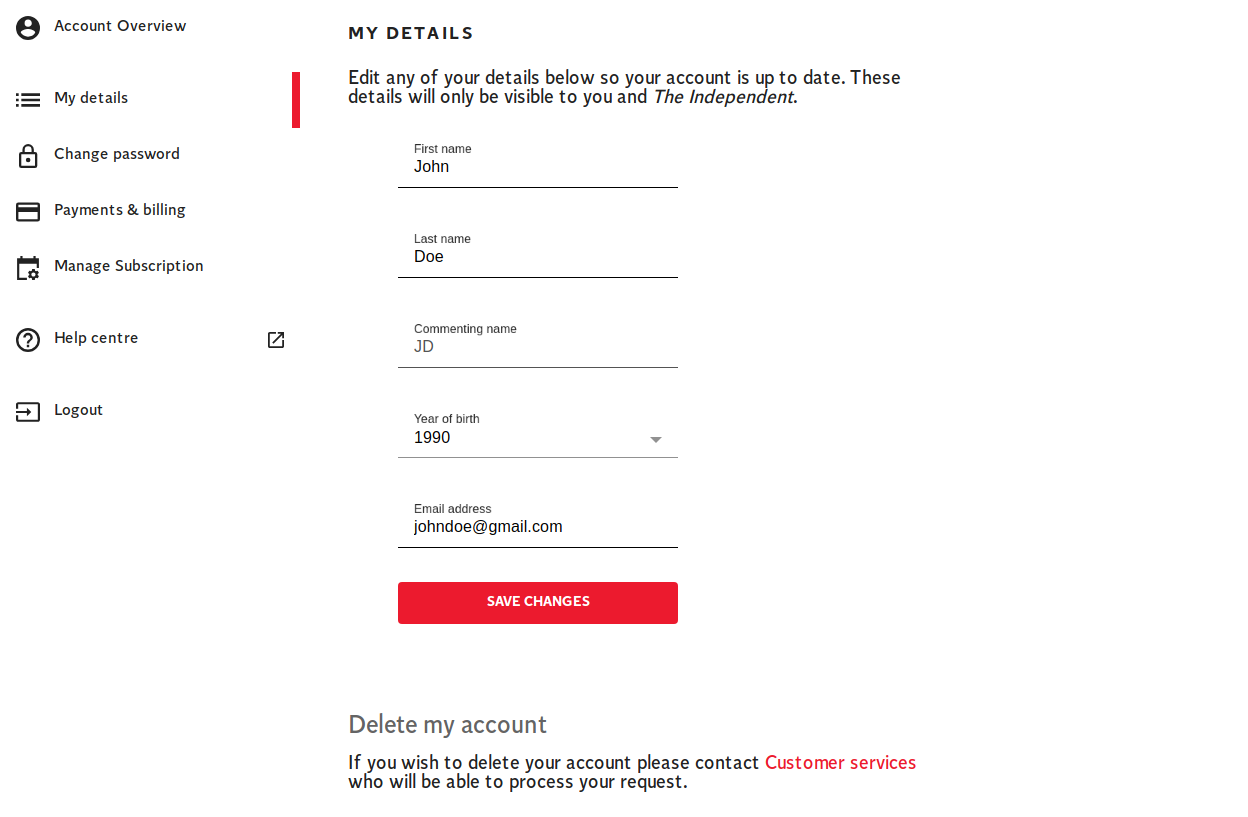 Account Overview
My details
Change password
Payments & billing
Manage Subscription
Help centre
Logout
MY DETAILS
Edit any of your details below so your account is up to date. These
details will only be visible to you and The Independent.
First name
John
Last name
Doe
Commenting name
JD
Year of birth
1990
Email address
johndoe@gmail.com
SAVE CHANGES
Delete my account
If you wish to delete your account please contact Customer services
who will be able to process your request.